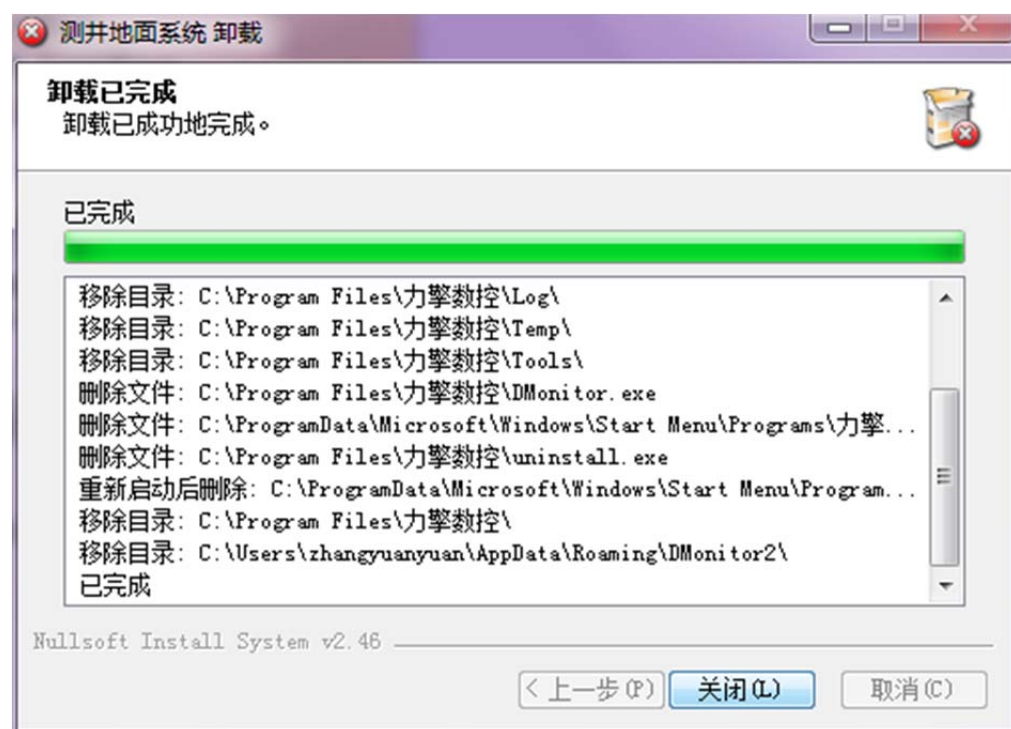 测井地面系统 卸载
卸载已完成
卸载已成功地完成。
已完成
移除目录: C:\Program Files\力擎数控\Log\
移除目录: C:\Program Files\力擎数控\Temp\
移除目录: C:\Program Files\力擎数控\Tools\
删除文件: C:\Program Files\力擎数控\DMonitor.exe
删除文件: C:\ProgramData\Microsoft\Windows\Start Menu\Programs\力擎...
删除文件: C:\Program Files\力擎数控\uninstall.exe
重新启动后删除: C:\ProgramData\Microsoft\Windows\Start Menu\Program...
移除目录: C:\Program Files\力擎数控\
移除目录: C:\Users\zhangyuanyuan\AppData\Roaming\DMonitor2\
已完成
Nullsoft Install System v2.46
< 上一步(P) 关闭(L) 取消(C)